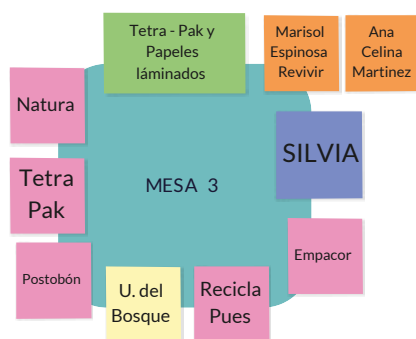 Tetra - Pak y
Papeles
láminados
Marisol
Espinosa
Revivir
Ana
Celina
Martinez
Natura
SILVIA
Tetra
Pak
MESA 3
Postobón
Empacor
U. del
Bosque
Recicla
Pues